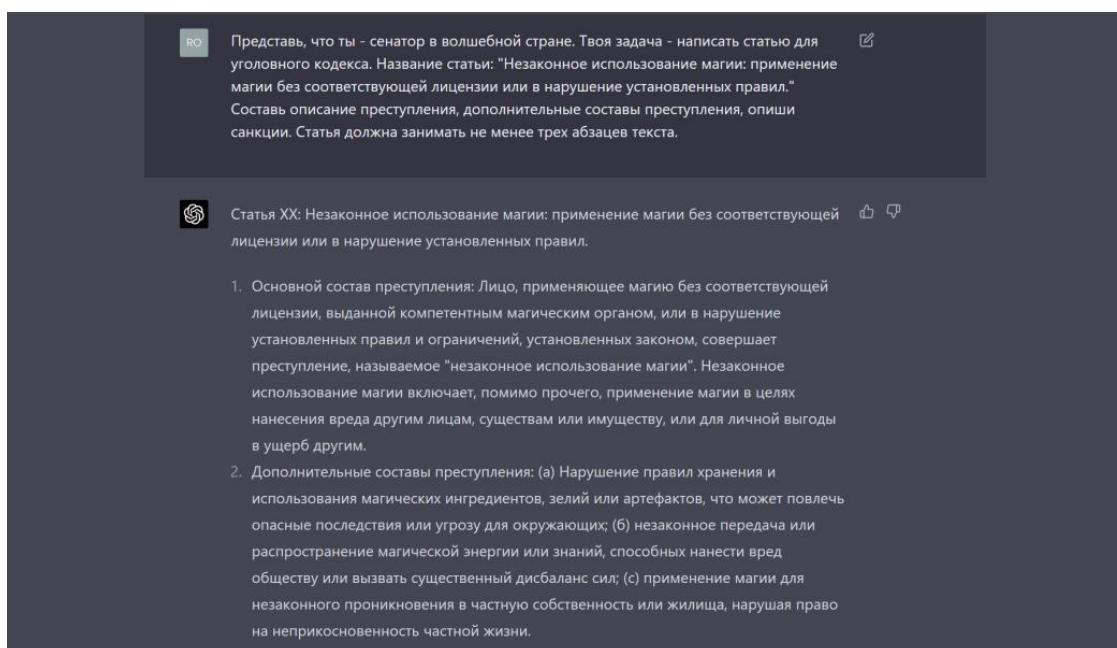 RO
Представь, что ты - сенатор в волшебной стране. Твоя задача - написать статью для
уголовного кодекса. Название статьи: "Незаконное использование магии: применение
магии без соответствующей лицензии или в нарушение установленных правил."
Составь описание преступления, дополнительные составы преступления, опиши
санкции. Статья должна занимать не менее трех абзацев текста.
Статья XX: Незаконное использование магии: применение магии без соответствующей
лицензии или в нарушение установленных правил.
1. Основной состав преступления: Лицо, применяющее магию без соответствующей
лицензии, выданной компетентным магическим органом, или в нарушение
установленных правил и ограничений, установленных законом, совершает
преступление, называемое "незаконное использование магии". Незаконное
использование магии включает, помимо прочего, применение магии в целях
нанесения вреда другим лицам, существам или имуществу, или для личной выгоды
в ущерб другим.
2. Дополнительные составы преступления: (а) Нарушение правил хранения и
использования магических ингредиентов, зелий или артефактов, что может повлечь
опасные последствия или угрозу для окружающих; (б) незаконное передача или
распространение магической энергии или знаний, способных нанести вред
обществу или вызвать существенный дисбаланс сил; (с) применение магии для
незаконного проникновения в частную собственность или жилища, нарушая право
на неприкосновенность частной жизни.